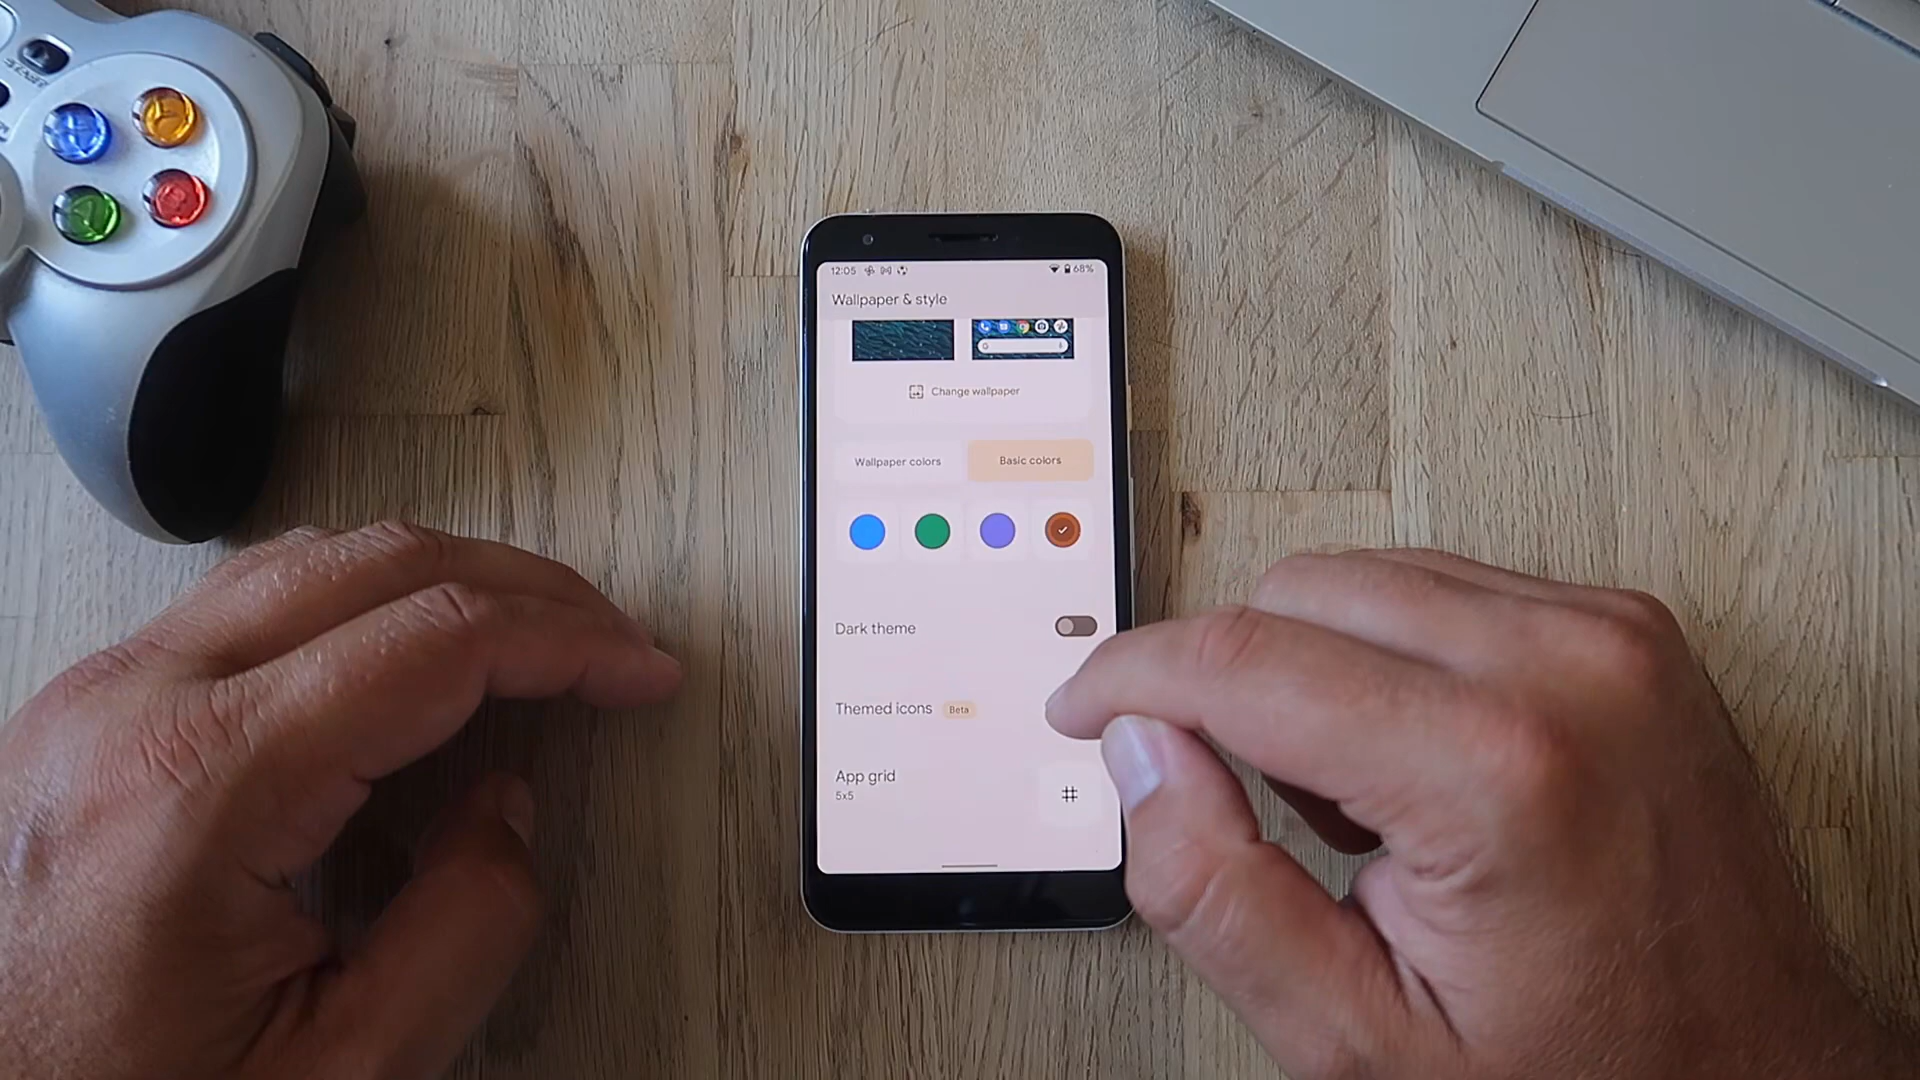 12:05
68%
Wallpaper & style
G
Change wallpaper
Wallpaper colors
Basic colors
Dark theme
Themed icons Beta
App grid
5x5